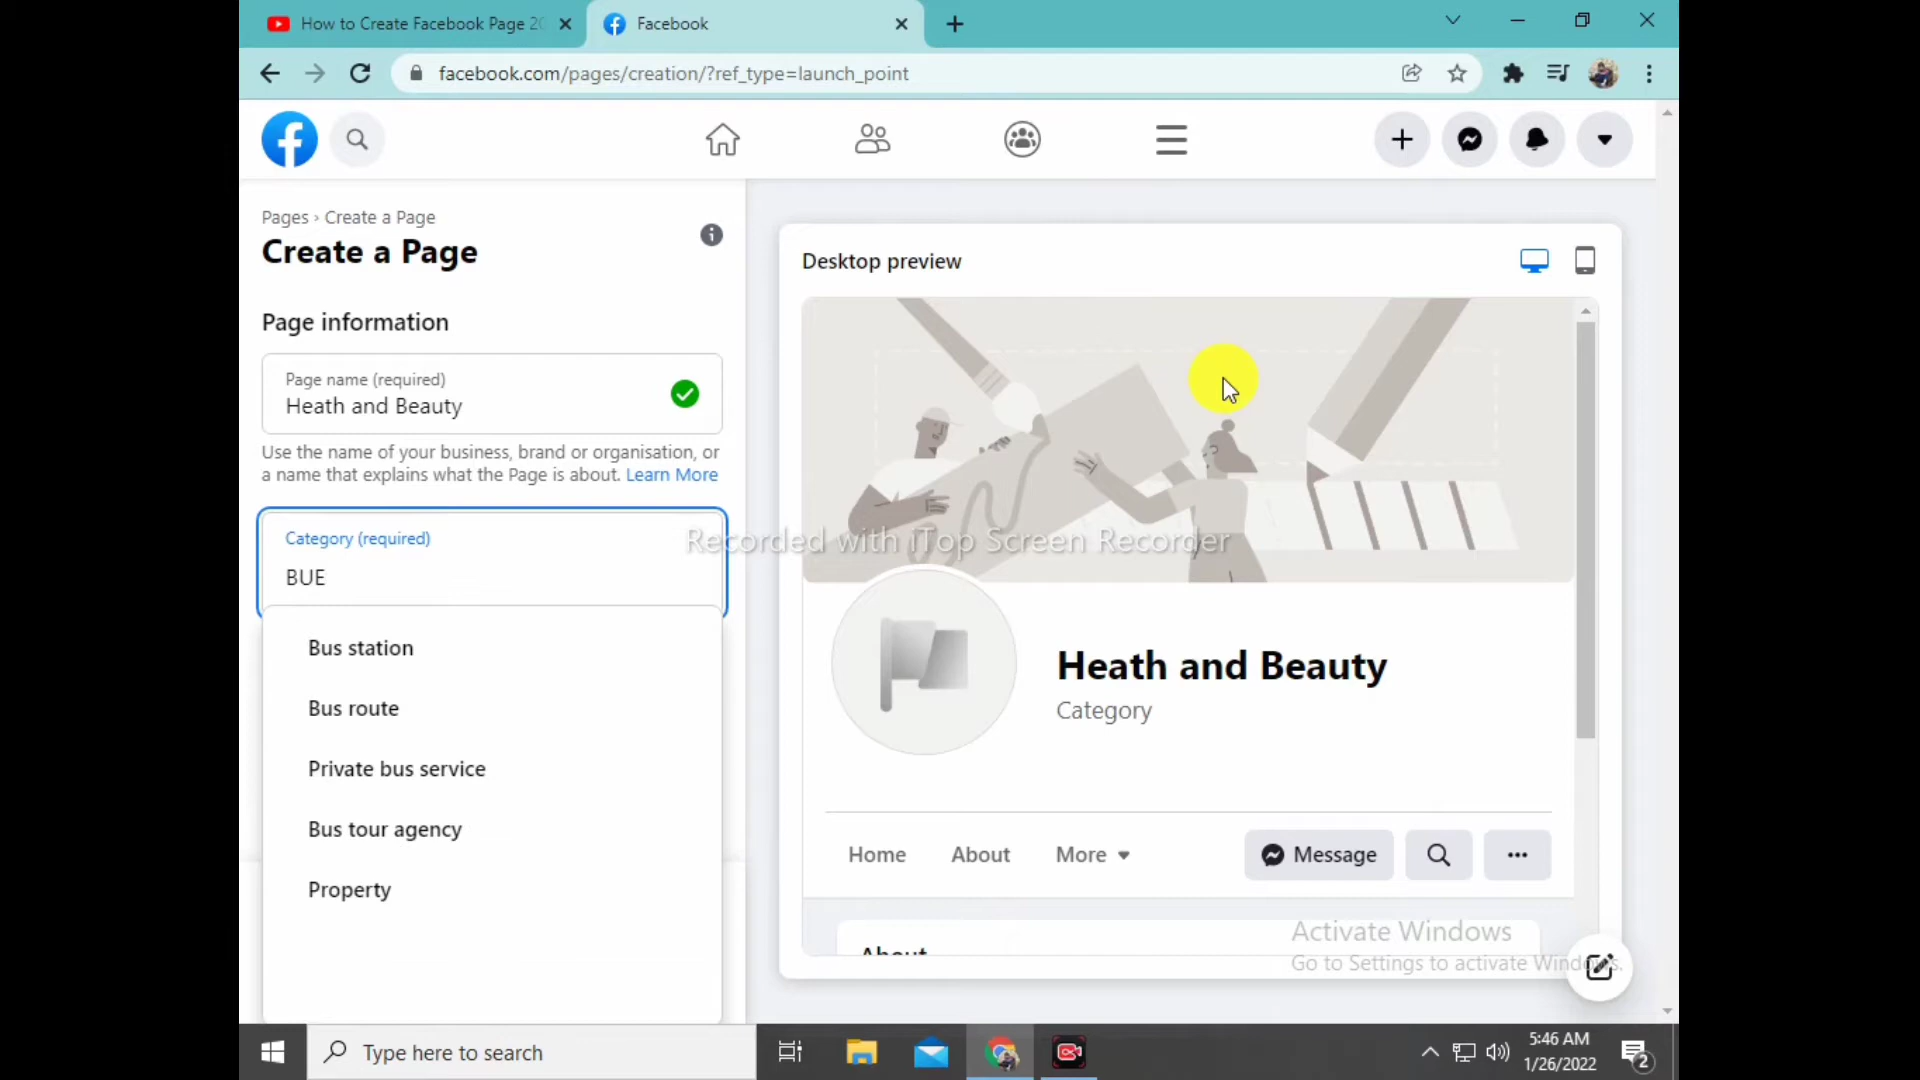 How to Create Facebook Page 20
Facebook
facebook.com/pages/creation/?ref_type=launch_point
Pages › Create a Page
Create a Page
Page information
Page name (required)
Heath and Beauty
Use the name of your business, brand or organisation, or
a name that explains what the Page is about. Learn More
Category (required)
BUE
Bus station
Bus route
Private bus service
Bus tour agency
Property
Desktop preview
Recorded with iTop Screen Recorder
Heath and Beauty
Category
Home
About
More
Message
About
Activate Windows
Go to Settings to activate Windows.
Type here to search
5:46 AM
1/26/2022
2